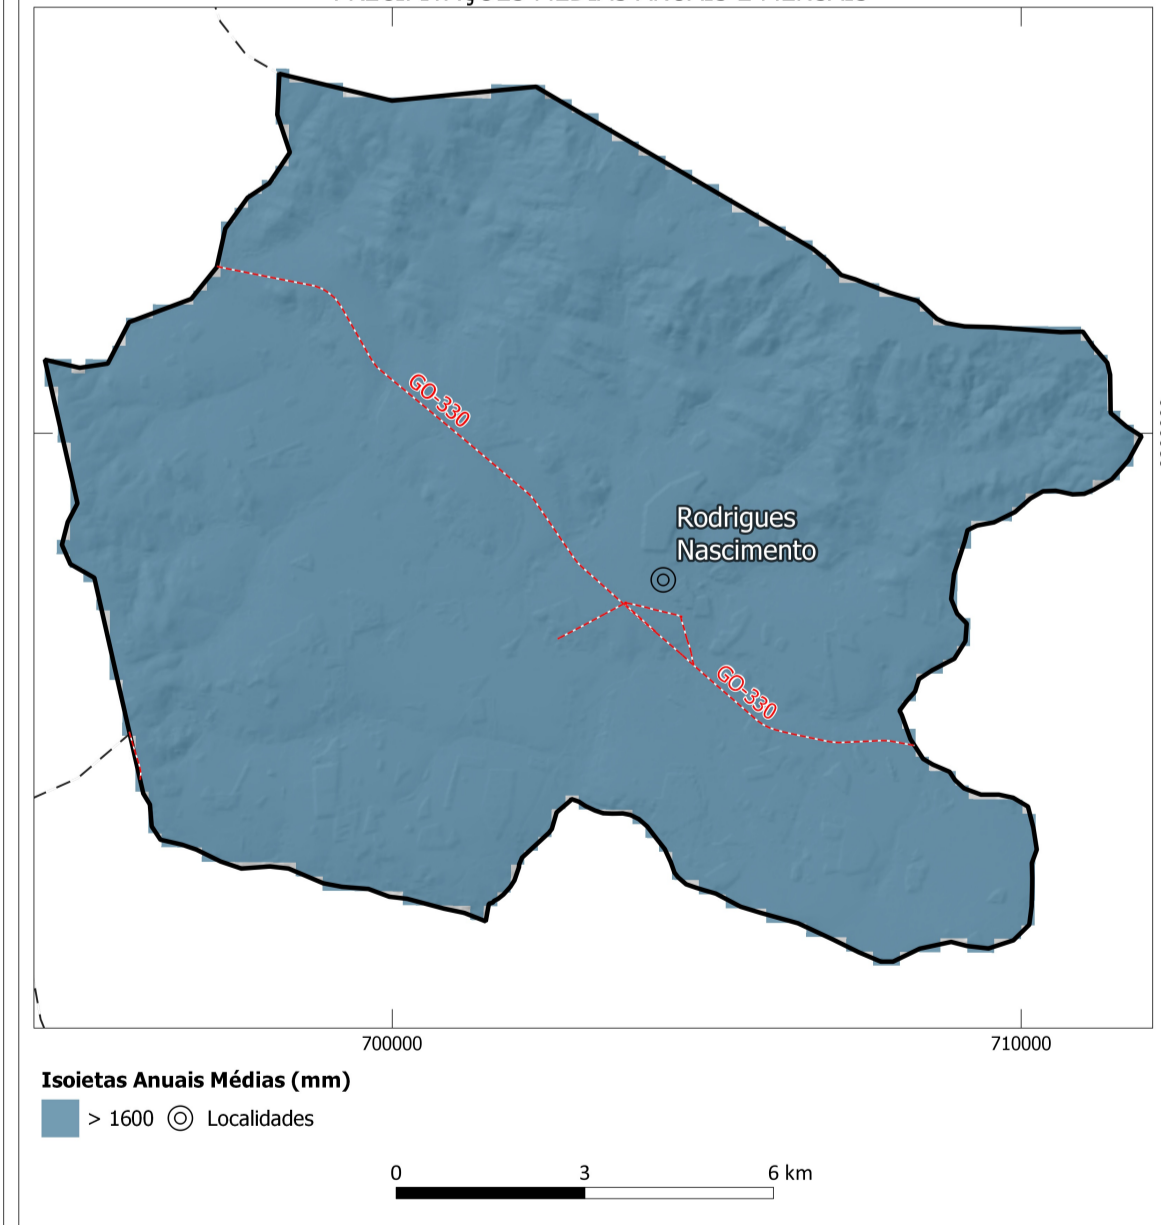 GO-330
Rodrigues
Nascimento
GO-330
700000
710000
Isoietas Anuais Médias (mm)
> 1600
Localidades
0 3 6 km